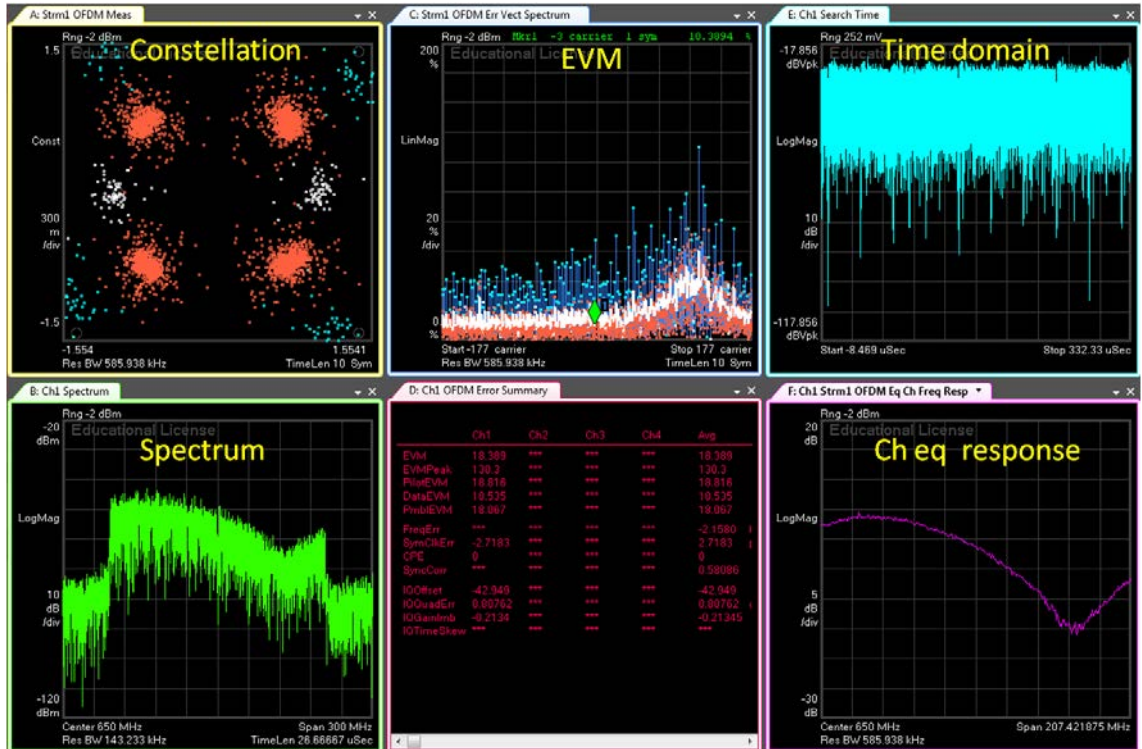 A: Strm1 OFDM Meas
Rng -2 dBm
1.5
Educational License
Constellation
Const
300
m
/div
-1.5
-1.554
1.5541
Res BW 585.938 kHz
TimeLen 10 Sym
C: Strm1 OFDM Err Vect Spectrum
Rng -2 dBm Mkr1 -3 carrier 1 sym 10.3894 %
200
%
Educational License
EVM
LinMag
20
%
/div
0
%
Start -177 carrier
Stop 177 carrier
Res BW 585.938 kHz
TimeLen 10 Sym
E: Ch1 Search Time
Rng 252 mV
-17.856
dBVpk
Educational License
Time domain
LogMag
10
dB
/div
-117.856
dBVpk
Start -8.469 uSec
Stop 332.33 uSec
B: Ch1 Spectrum
Rng -2 dBm
-20
dBm
Educational License
Spectrum
LogMag
10
dB
/div
-120
dBm
Center 650 MHz
Span 300 MHz
Res BW 143.233 kHz
TimeLen 26.66667 uSec
D: Ch1 OFDM Error Summary
Ch1 Ch2 Ch3 Ch4 Avg
EVM 18.389 *** *** *** 18.389
EVMPeak 130.3 *** *** *** 130.3
PilotEVM 18.816 *** *** *** 18.816
DataEVM 18.535 *** *** *** 18.535
PmblEVM 18.067 *** *** *** 18.067
FreqErr *** *** *** *** -2.1580
SymClkErr -2.7183 *** *** *** 2.7183
CPE 0 *** *** *** 0
SyncCorr *** *** *** *** 0.58086
IQOffset -42.949 *** *** *** -42.949
IQQuadErr 0.88762 *** *** *** 0.88762
IQGainImb -0.2134 *** *** *** -0.21345
IQTimeSkew *** *** *** *** ***
F: Ch1 Strm1 OFDM Eq Ch Freq Resp
Rng -2 dBm
20
dB
Educational License
Ch eq response
LogMag
5
dB
/div
-30
dB
Center 650 MHz
Span 207.421875 MHz
Res BW 585.938 kHz